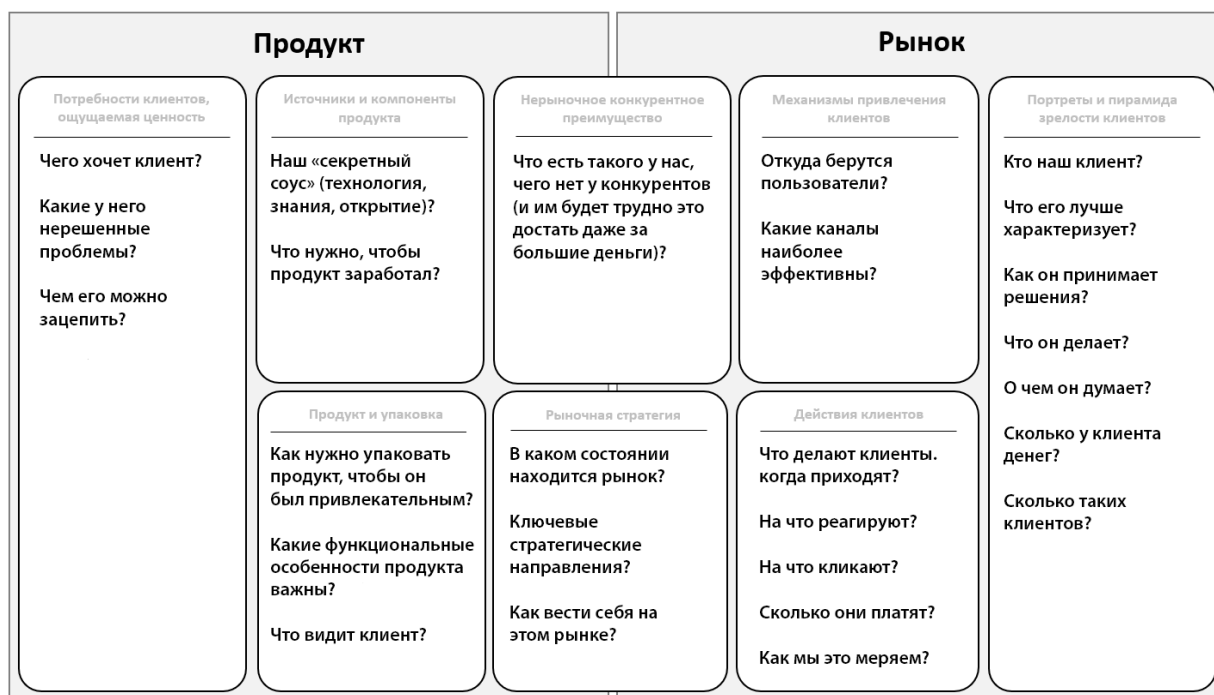 Продукт
Рынок
Потребности клиентов,
ощущаемая ценность
Чего хочет клиент?
Какие у него
нерешенные
проблемы?
Чем его можно
зацепить?
Источники и компоненты
продукта
Наш «секретный
соус» (технология,
знания, открытие)?
Что нужно, чтобы
продукт заработал?
Продукт и упаковка
Как нужно упаковать
продукт, чтобы он
был привлекательным?
Какие функциональные
особенности продукта
важны?
Что видит клиент?
Нерыночное конкурентное
преимущество
Что есть такого у нас,
чего нет у конкурентов
(и им будет трудно это
достать даже за
большие деньги)?
Рыночная стратегия
В каком состоянии
находится рынок?
Ключевые
стратегические
направления?
Как вести себя на
этом рынке?
Механизмы привлечения
клиентов
Откуда берутся
пользователи?
Какие каналы
наиболее
эффективны?
Действия клиентов
Что делают клиенты.
когда приходят?
На что реагируют?
На что кликают?
Сколько они платят?
Как мы это меряем?
Портреты и пирамида
зрелости клиентов
Кто наш клиент?
Что его лучше
характеризует?
Как он принимает
решения?
Что он делает?
О чем он думает?
Сколько у клиента
денег?
Сколько таких
клиентов?